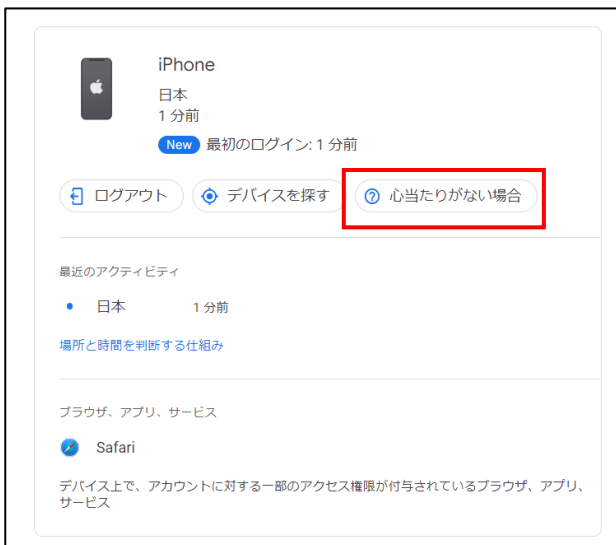 iPhone
日本
1 分前
New 最初のログイン: 1 分前
ログアウト デバイスを探す 心当たりがない場合
最近のアクティビティ
日本 1 分前
場所と時間を判断する仕組み
ブラウザ、アプリ、サービス
Safari
デバイス上で、アカウントに対する一部のアクセス権限が付与されているブラウザ、アプリ、
サービス